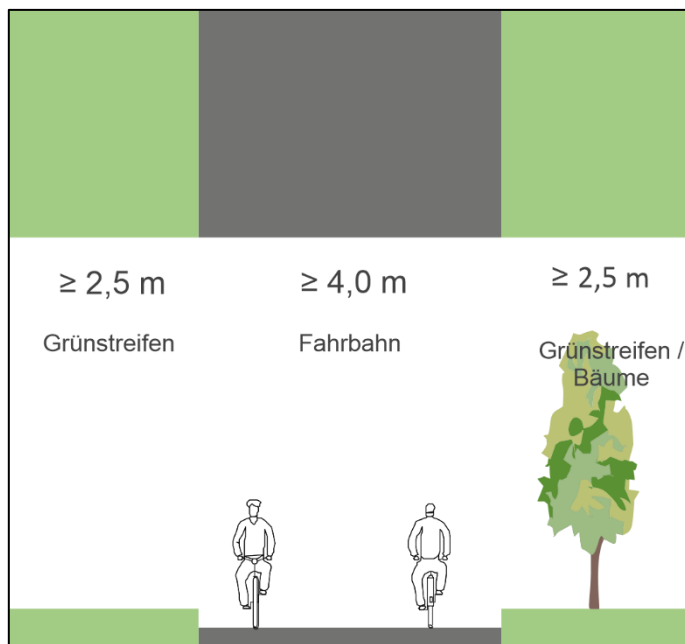 ≥ 2,5 m
≥ 4,0 m
≥ 2,5 m
Grünstreifen
Fahrbahn
Grünstreifen /
Bäume